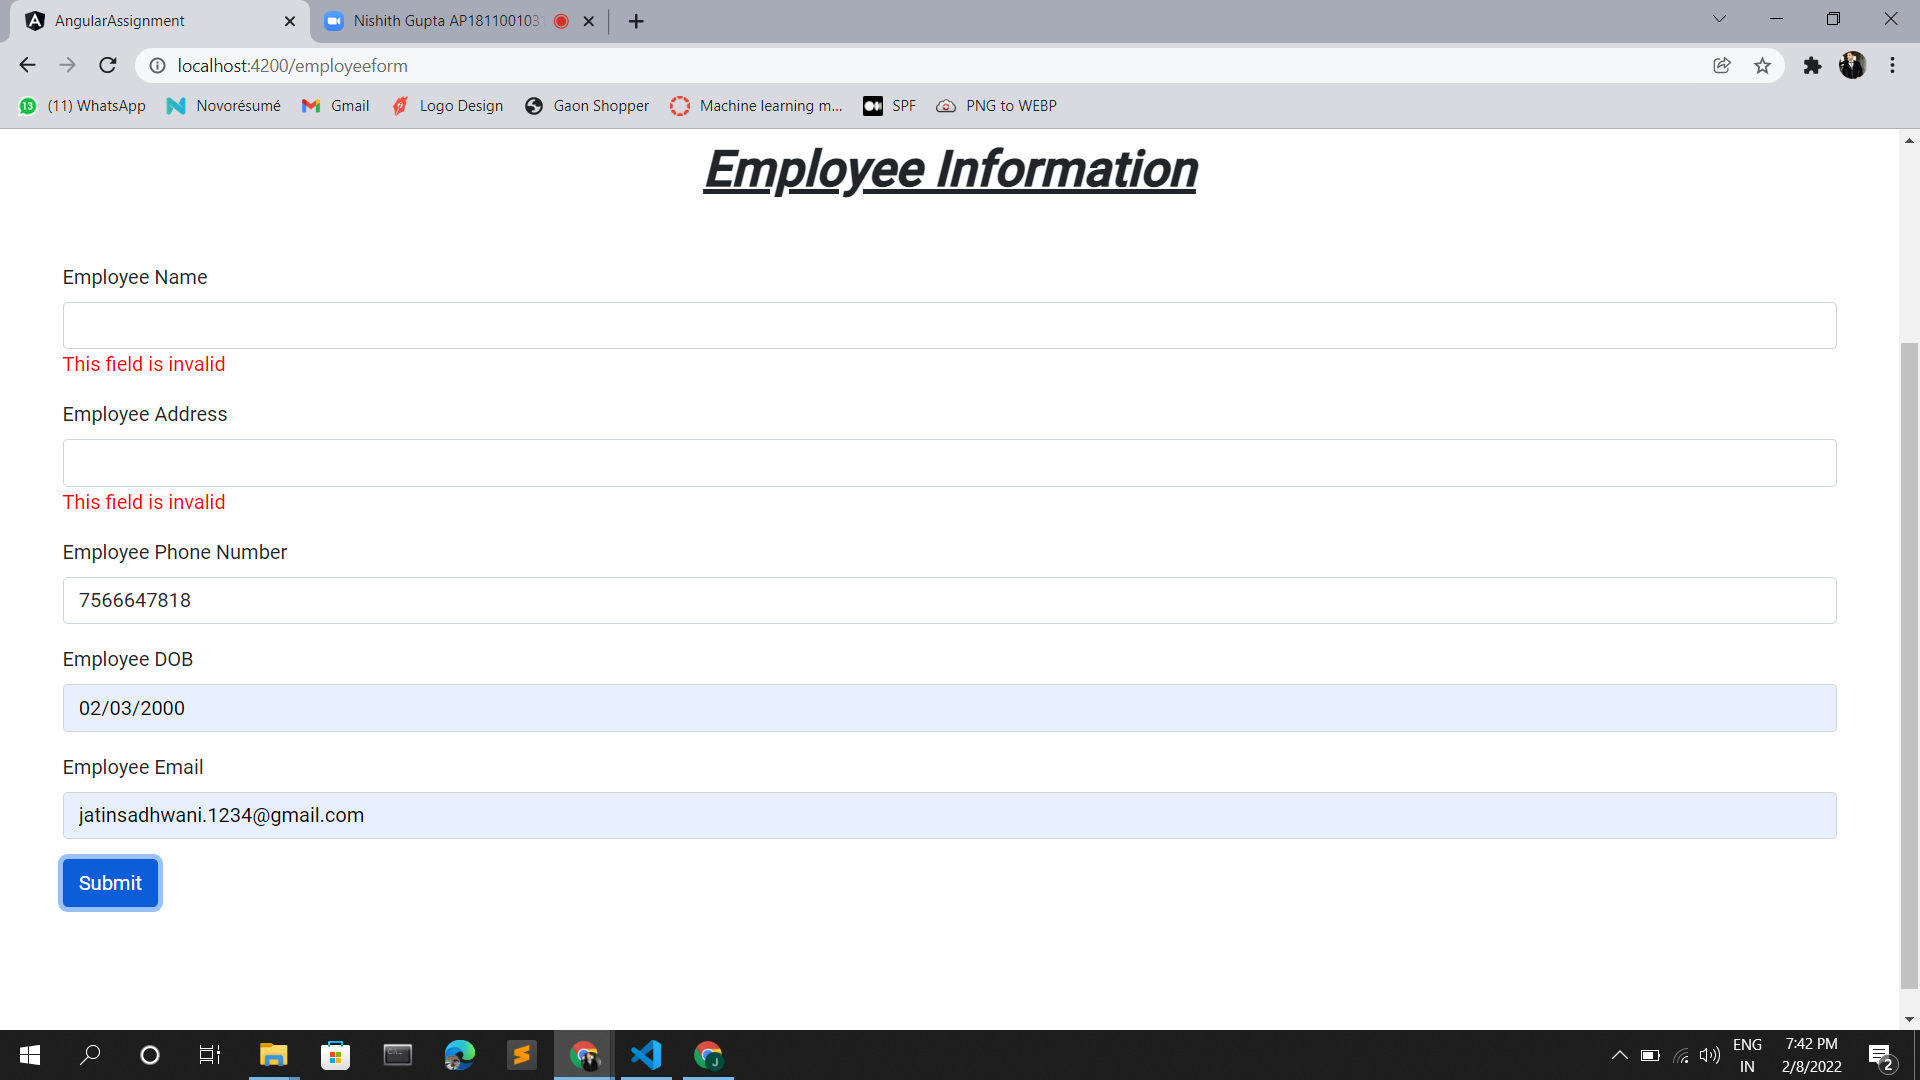 AngularAssignment
Nishith Gupta AP1811001031
localhost:4200/employeeform
13 (11) WhatsApp
Novorésumé
Gmail
Logo Design
Gaon Shopper
Machine learning m...
SPF
PNG to WEBP
Employee Information
Employee Name
This field is invalid
Employee Address
This field is invalid
Employee Phone Number
7566647818
Employee DOB
02/03/2000
Employee Email
jatinsadhwani.1234@gmail.com
Submit
ENG
IN
7:42 PM
2/8/2022
2